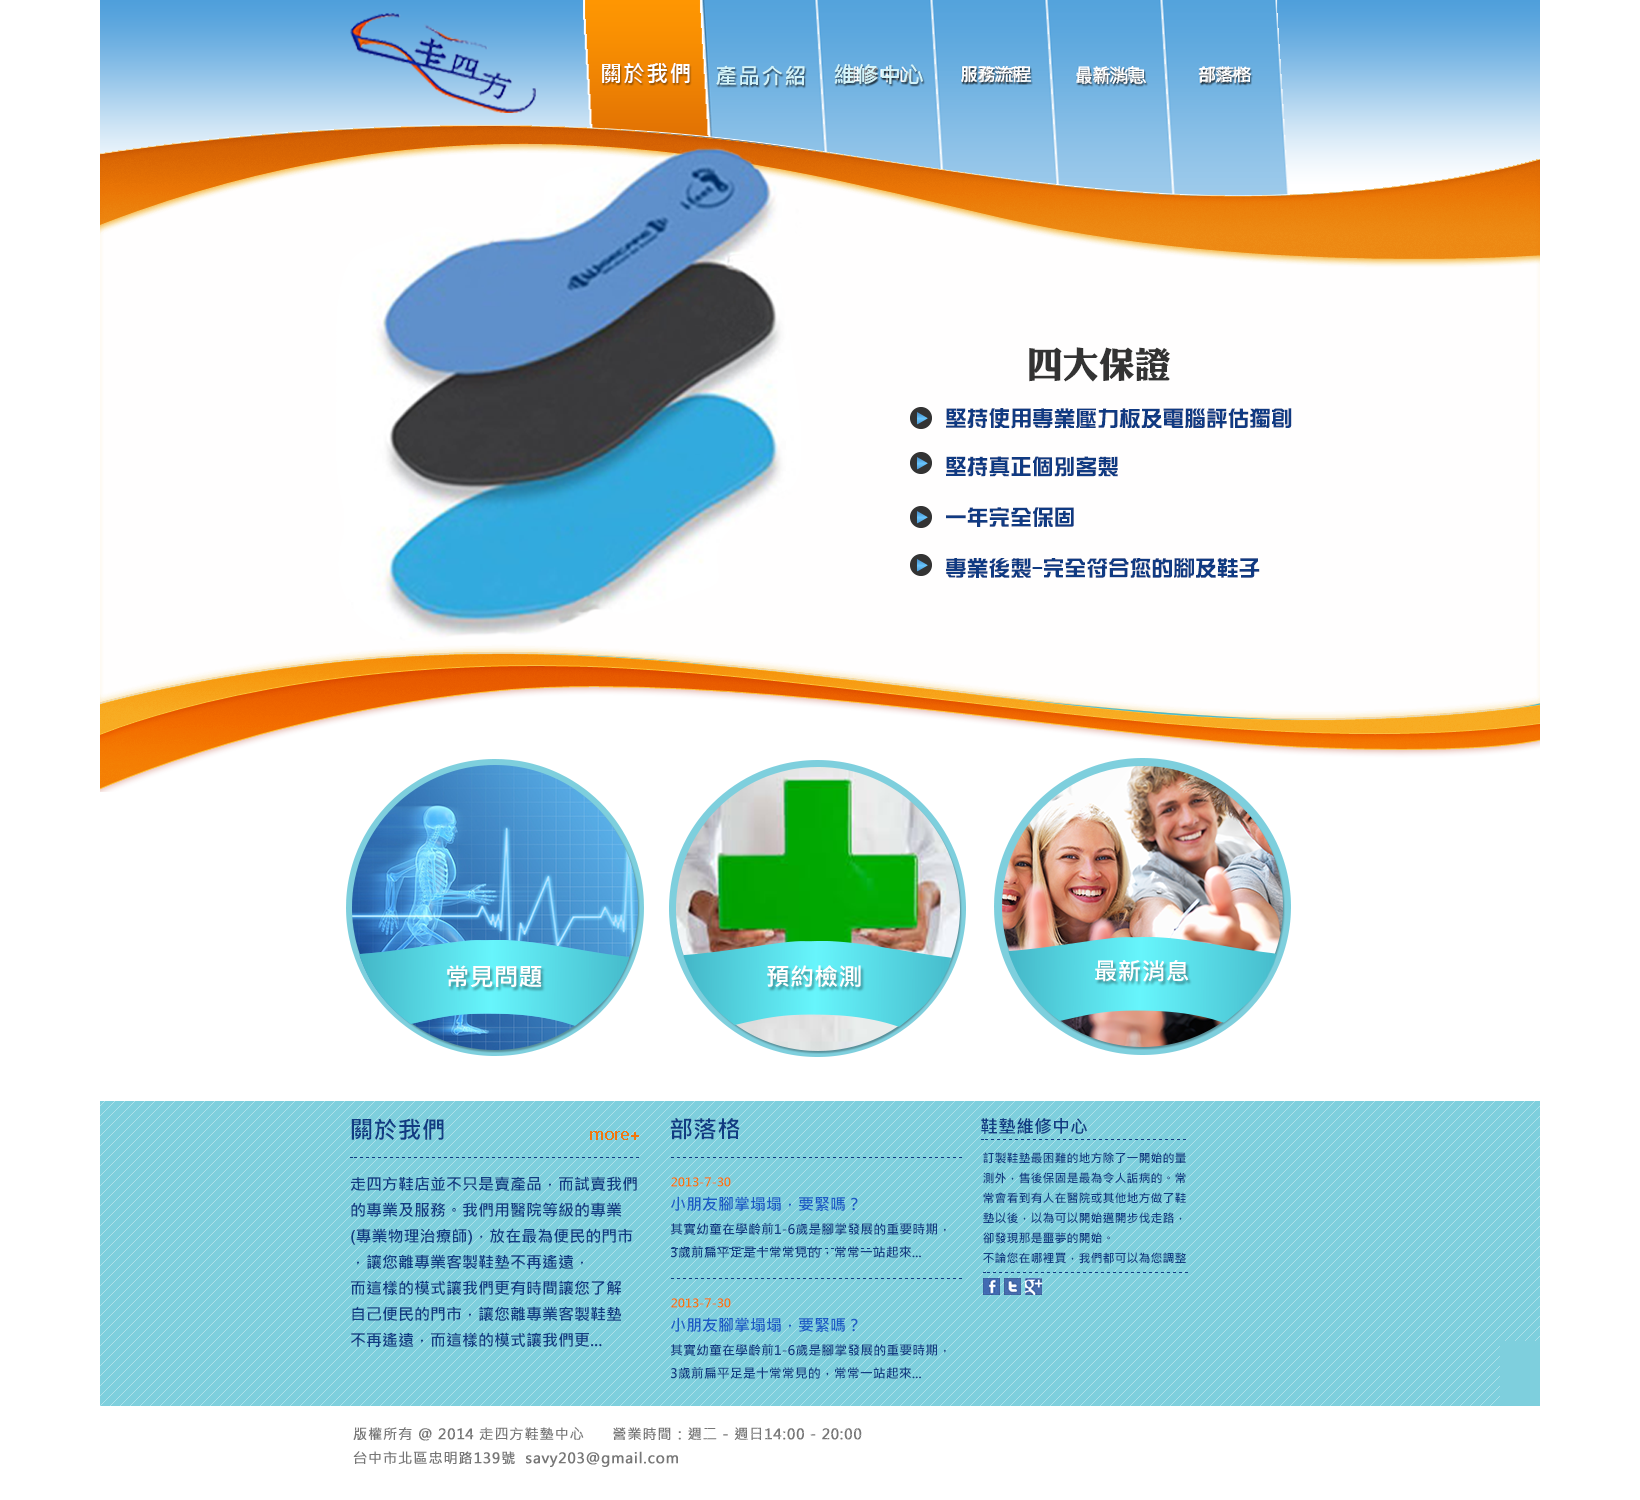 走四方
關於我們
產品介紹
維修中心
服務流程
最新消息
部落格
四大保證
堅持使用專業壓力板及電腦評估獨創
堅持真正個別客製
一年完全保固
專業後製-完全符合您的腳及鞋子
常見問題
預約檢測
最新消息
關於我們
more+
走四方鞋店並不只是賣產品，而試賣我們
的專業及服務。我們用醫院等級的專業
(專業物理治療師)，放在最為便民的門市
，讓您離專業客製鞋墊不再遙遠，
而這樣的模式讓我們更有時間讓您了解
自己便民的門市，讓您離專業客製鞋墊
不再遙遠，而這樣的模式讓我們更...
部落格
2013-7-30
小朋友腳掌塌塌，要緊嗎？
其實幼童在學齡前1-6歲是腳掌發展的重要時期，
3歲前扁平足是十常常見的，常常一站起來...
2013-7-30
小朋友腳掌塌塌，要緊嗎？
其實幼童在學齡前1-6歲是腳掌發展的重要時期，
3歲前扁平足是十常常見的，常常一站起來...
鞋墊維修中心
訂製鞋墊最困難的地方除了一開始的量
測外，售後保固是最為令人詬病的。常
常會看到有人在醫院或其他地方做了鞋
墊以後，以為可以開始邁開步伐走路，
卻發現那是噩夢的開始。
不論您在哪裡買，我們都可以為您調整
版權所有 @ 2014 走四方鞋墊中心 營業時間：週二 - 週日14:00 - 20:00
台中市北區忠明路139號 savy203@gmail.com